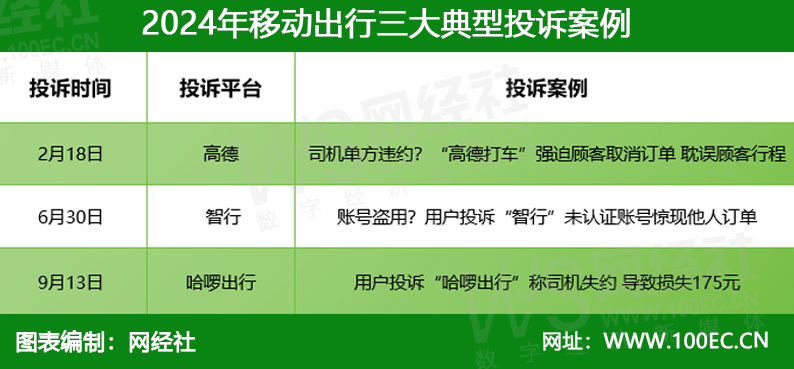 2024年移动出行三大典型投诉案例
投诉时间 投诉平台 投诉案例
2月18日 高德 司机单方违约？“高德打车”强迫顾客取消订单 耽误顾客行程
6月30日 智行 账号盗用？用户投诉“智行”未认证账号惊现他人订单
9月13日 哈啰出行 用户投诉“哈啰出行”称司机失约 导致损失175元
图表编制：网经社 网址：WWW.100EC.CN